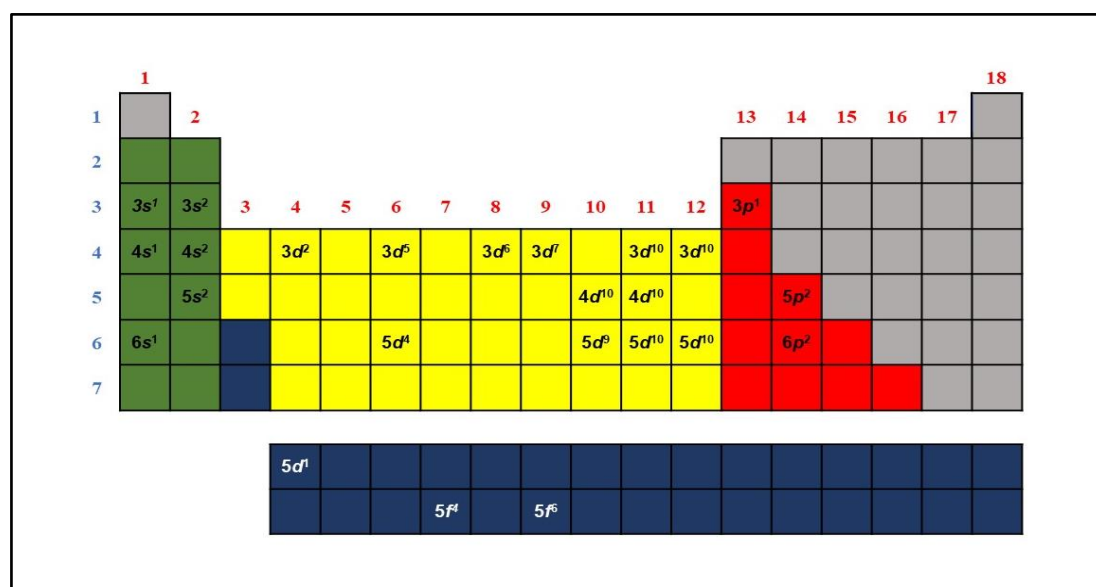 1 18
1 2 13 14 15 16 17
2
3 3s¹ 3s² 3 4 5 6 7 8 9 10 11 12 3p¹
4 4s¹ 4s² 3d² 3d⁵ 3d⁶ 3d⁷ 3d¹⁰ 3d¹⁰
5 5s² 4d¹⁰ 4d¹⁰ 5p²
6 6s¹ 5d⁴ 5d⁹ 5d¹⁰ 5d¹⁰ 6p²
7
5d¹
5f⁴ 5f⁶